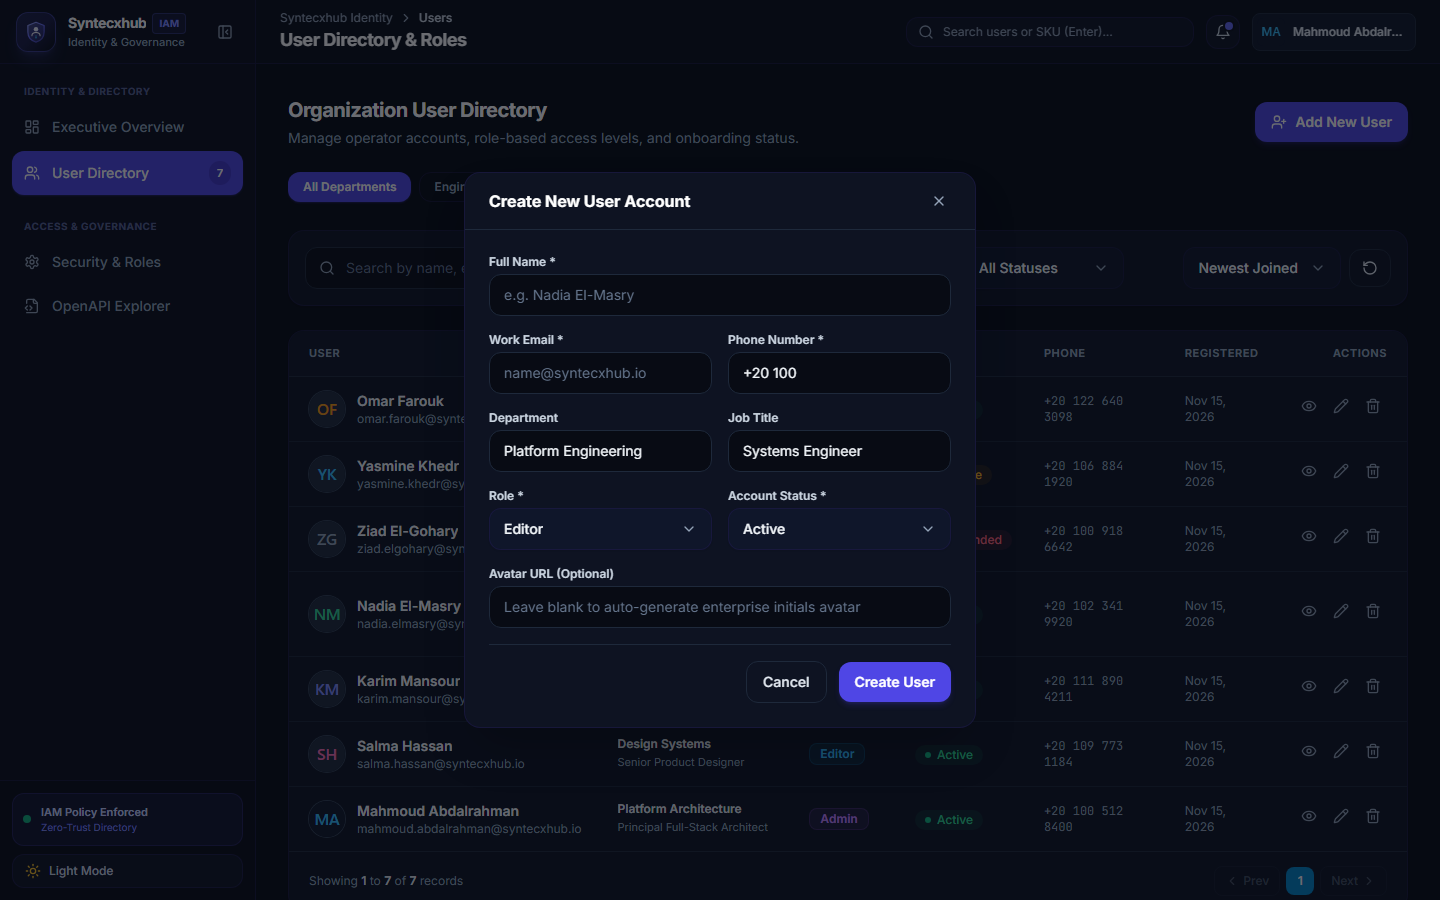 Syntecxhub IAM
Identity & Governance
Syntecxhub Identity > Users
User Directory & Roles
Search users or SKU (Enter)...
MA Mahmoud Abdalr...
IDENTITY & DIRECTORY
Executive Overview
User Directory 7
ACCESS & GOVERNANCE
Security & Roles
OpenAPI Explorer
IAM Policy Enforced
Zero-Trust Directory
Light Mode
Organization User Directory
Manage operator accounts, role-based access levels, and onboarding status.
Add New User
All Departments
Search by name,
All Statuses
Newest Joined
USER PHONE REGISTERED ACTIONS
OF Omar Farouk
omar.farouk@synte
+20 122 640
3098
Nov 15,
2026
YK Yasmine Khedr
yasmine.khedr@sy
+20 106 884
1920
Nov 15,
2026
ZG Ziad El-Gohary
ziad.elgohary@syn
+20 100 918
6642
Nov 15,
2026
NM Nadia El-Masry
nadia.elmasry@syn
+20 102 341
9920
Nov 15,
2026
KM Karim Mansour
karim.mansour@sy
+20 111 890
4211
Nov 15,
2026
SH Salma Hassan
salma.hassan@syntecxhub.io
Design Systems
Senior Product Designer
Editor
Active
+20 109 773
1184
Nov 15,
2026
MA Mahmoud Abdalrahman
mahmoud.abdalrahman@syntecxhub.io
Platform Architecture
Principal Full-Stack Architect
Admin
Active
+20 100 512
8400
Nov 15,
2026
Showing 1 to 7 of 7 records
Prev 1 Next
Create New User Account
Full Name *
e.g. Nadia El-Masry
Work Email * Phone Number *
name@syntecxhub.io +20 100
Department Job Title
Platform Engineering Systems Engineer
Role * Account Status *
Editor Active
Avatar URL (Optional)
Leave blank to auto-generate enterprise initials avatar
Cancel Create User